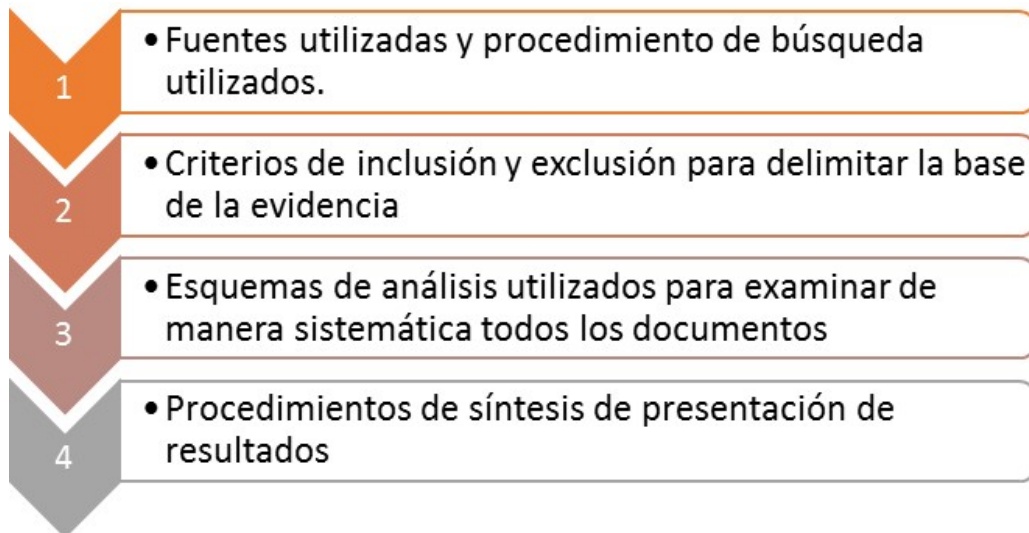 1
• Fuentes utilizadas y procedimiento de búsqueda
utilizados.
2
• Criterios de inclusión y exclusión para delimitar la base
de la evidencia
3
• Esquemas de análisis utilizados para examinar de
manera sistemática todos los documentos
4
• Procedimientos de síntesis de presentación de
resultados